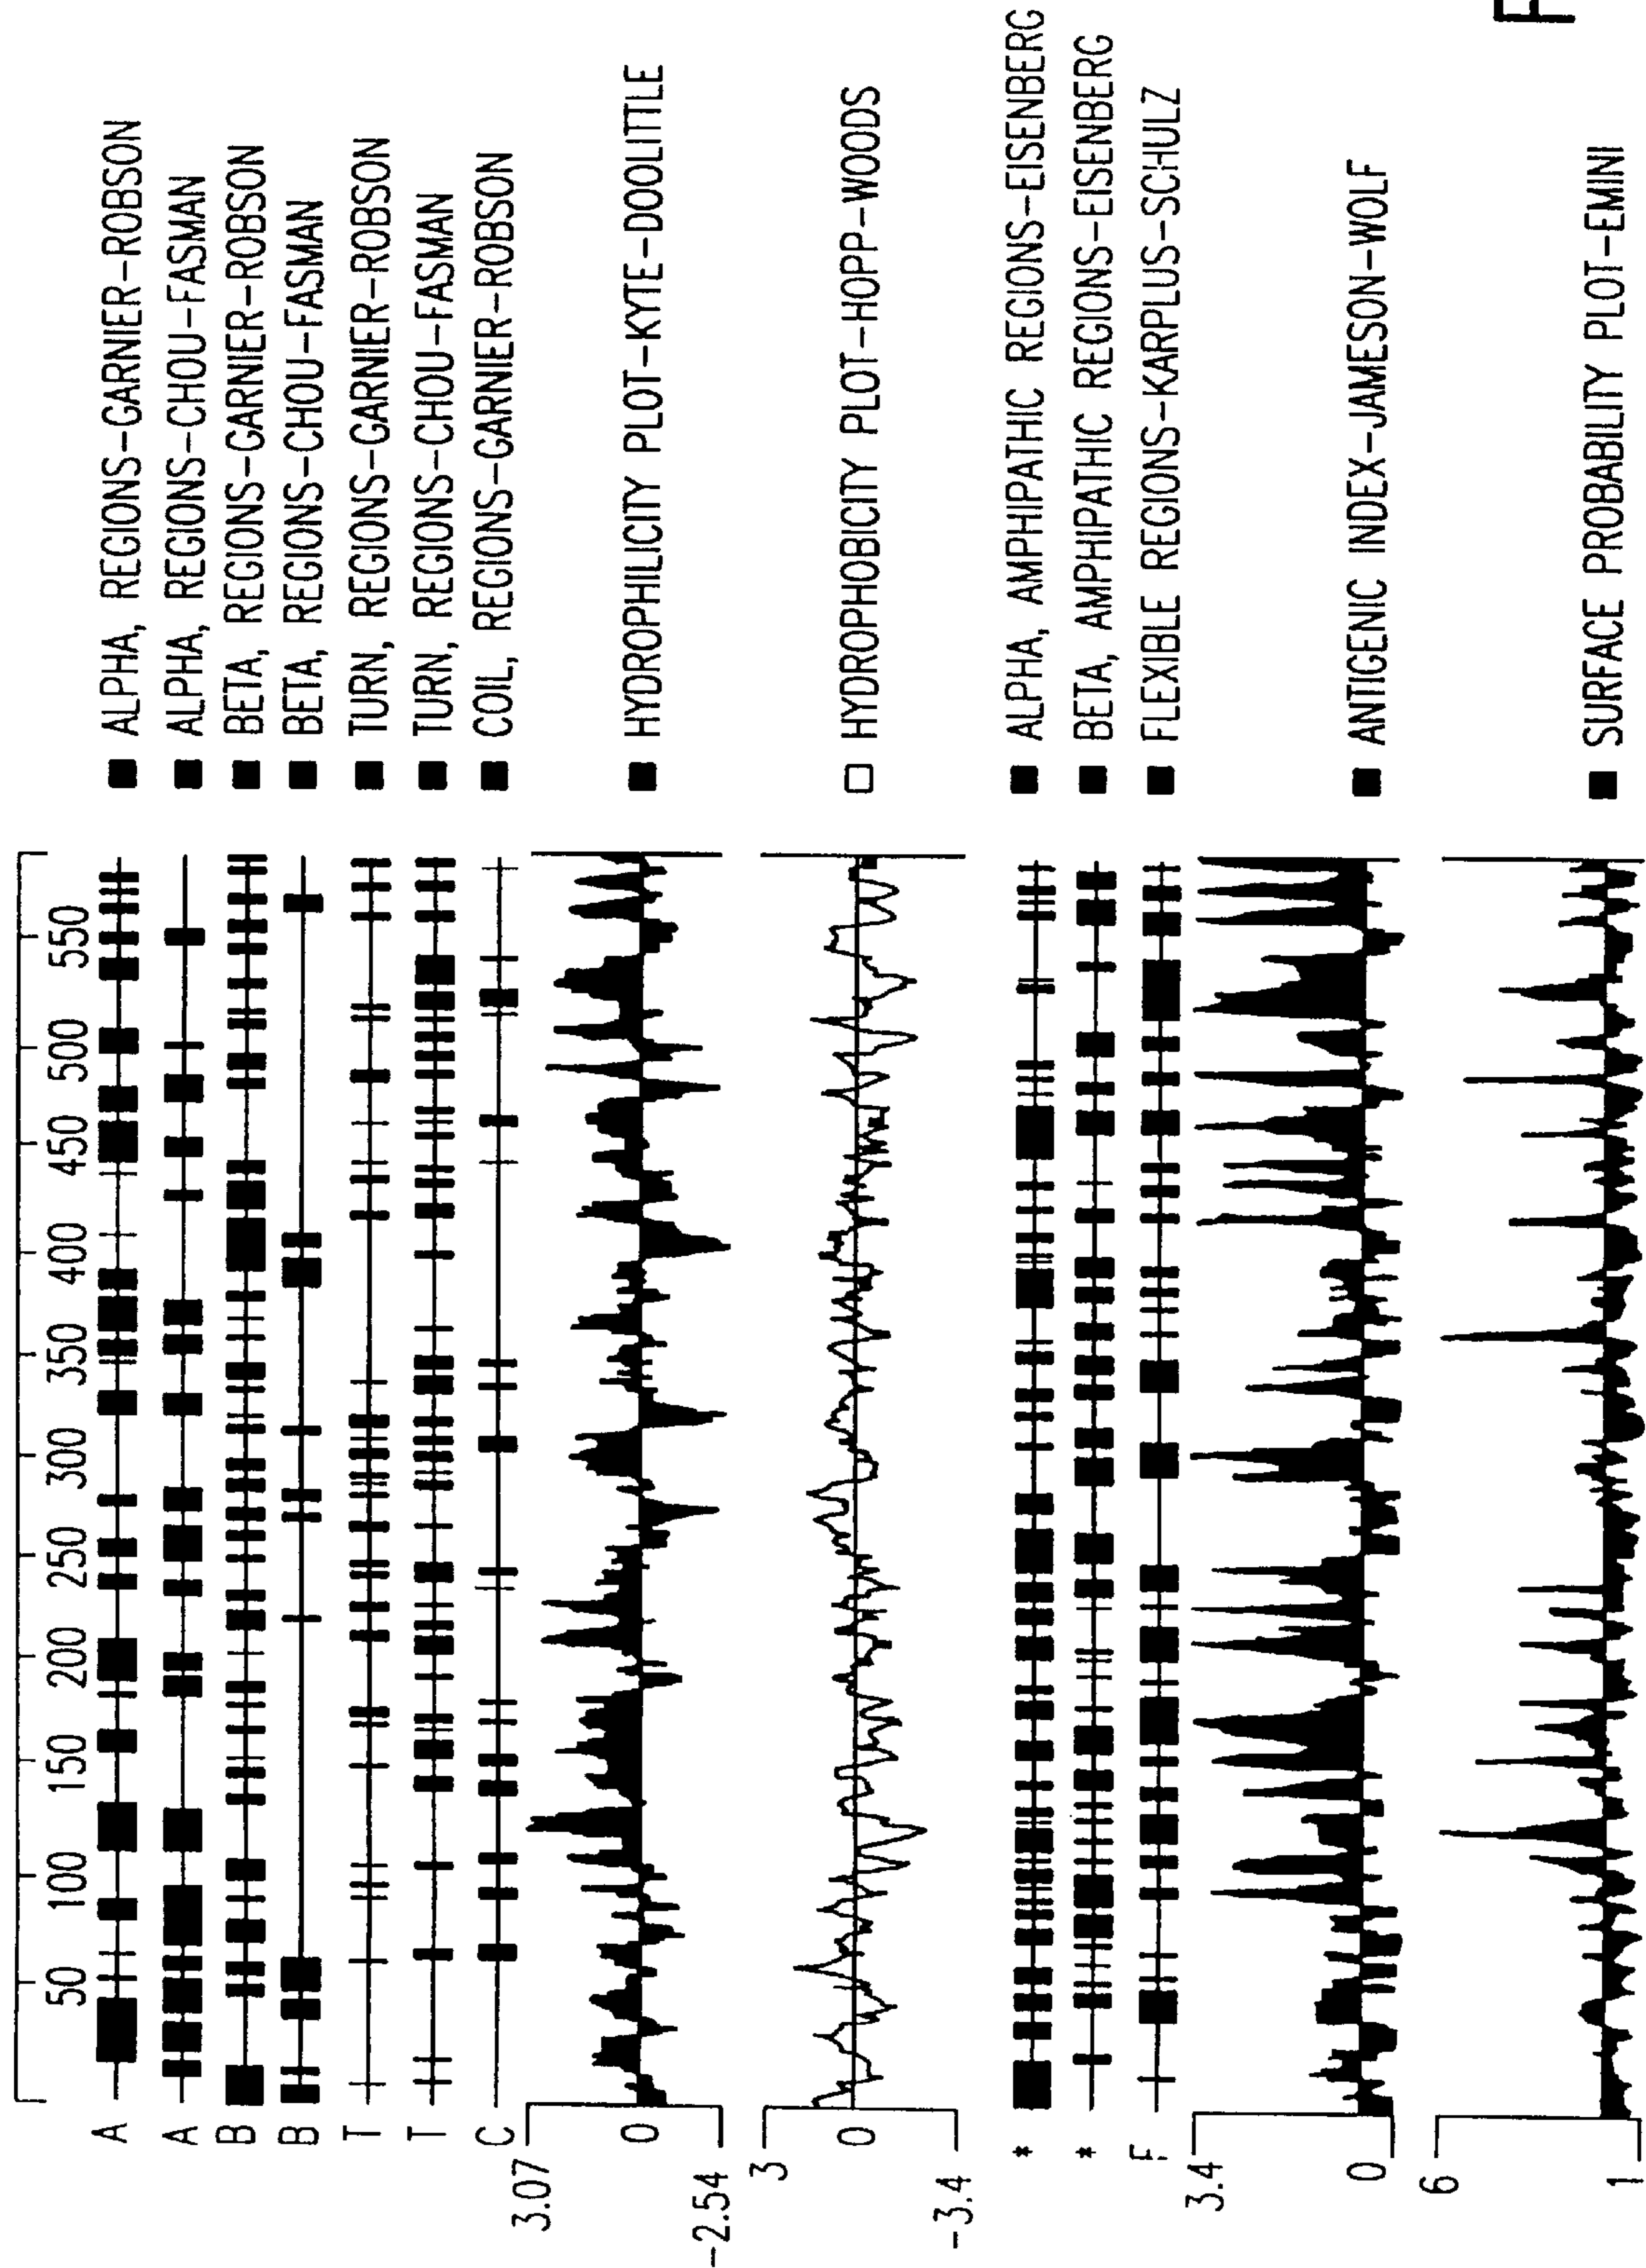 50 100 150 200 250 300 350 400 450 500 550
A ■ ALPHA, REGIONS-GARNIER-ROBSON
A ■ ALPHA, REGIONS-CHOU-FASMAN
B ■ BETA, REGIONS-GARNIER-ROBSON
B ■ BETA, REGIONS-CHOU-FASMAN
T ■ TURN, REGIONS-GARNIER-ROBSON
T ■ TURN, REGIONS-CHOU-FASMAN
C ■ COIL, REGIONS-GARNIER-ROBSON
3.07
0 ■ HYDROPHILICITY PLOT-KYTE-DOOLITTLE
-2.54
3
0 □ HYDROPHOBICITY PLOT-HOPP-WOODS
-3.4
* ■ ALPHA, AMPHIPATHIC REGIONS-EISENBERG
* ■ BETA, AMPHIPATHIC REGIONS-EISENBERG
F ■ FLEXIBLE REGIONS-KARPLUS-SCHULZ
3.4
■ ANTIGENIC INDEX-JAMESON-WOLF
0
6
■ SURFACE PROBABILITY PLOT-EMINI
1